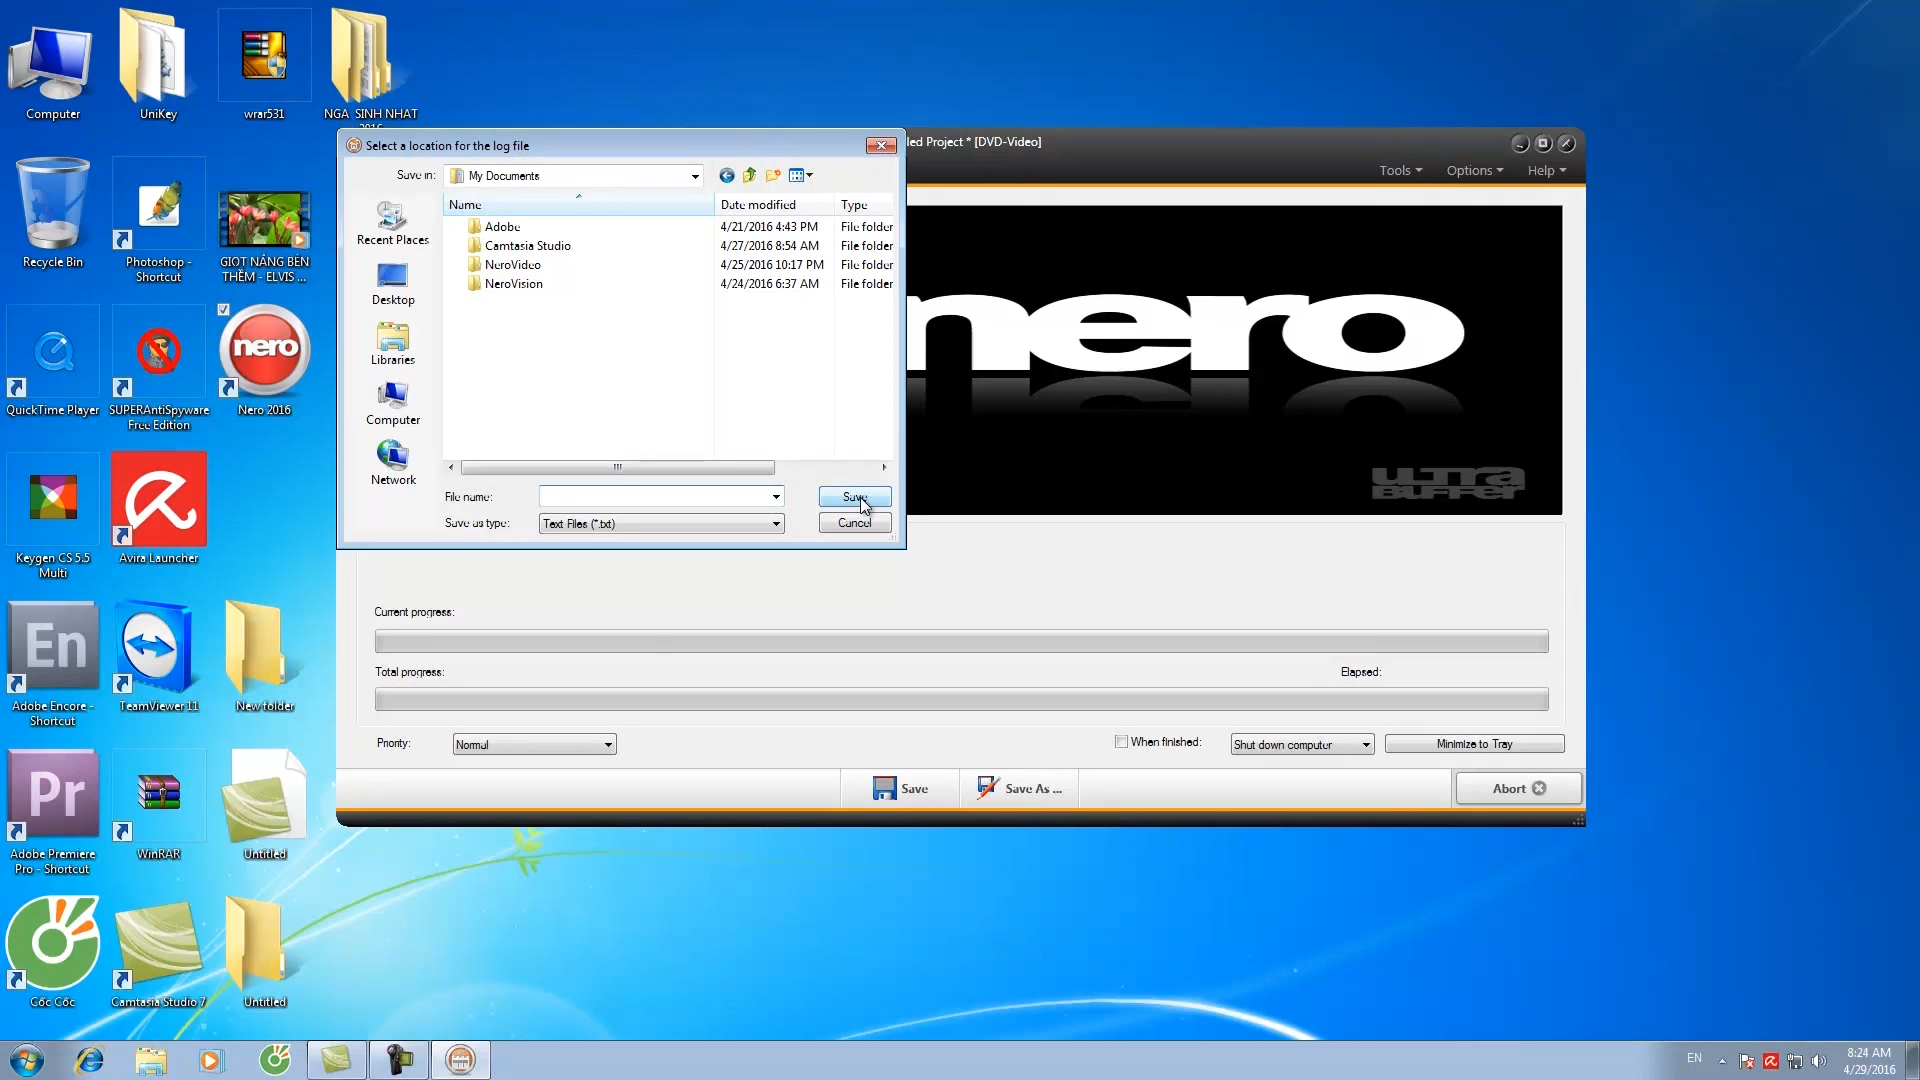 Computer
UniKey
wrar531
NGA SINH NHAT
Recycle Bin
Photoshop -
Shortcut
GIOT NẮNG BÊN
THỀM - ELVIS ...
QuickTime Player
SUPERAntiSpyware
Free Edition
nero
Nero 2016
Keygen CS 5.5
Multi
Avira Launcher
En
Adobe Encore -
Shortcut
TeamViewer 11
New folder
Pr
Adobe Premiere
Pro - Shortcut
WinRAR
Untitled
Cốc Cốc
Camtasia Studio 7
Untitled
Select a location for the log file
Save in:
My Documents
Name
Date modified
Type
Adobe
4/21/2016 4:43 PM
File folder
Camtasia Studio
4/27/2016 8:54 AM
File folder
NeroVideo
4/25/2016 10:17 PM
File folder
NeroVision
4/24/2016 6:37 AM
File folder
Recent Places
Desktop
Libraries
Computer
Network
File name:
Save
Save as type:
Text Files (*.txt)
Cancel
led Project * [DVD-Video]
Tools
Options
Help
nero
ultra
buffer
Current progress:
Total progress:
Elapsed:
Priority:
Normal
When finished:
Shut down computer
Minimize to Tray
Save
Save As ...
Abort
EN
8:24 AM
4/29/2016